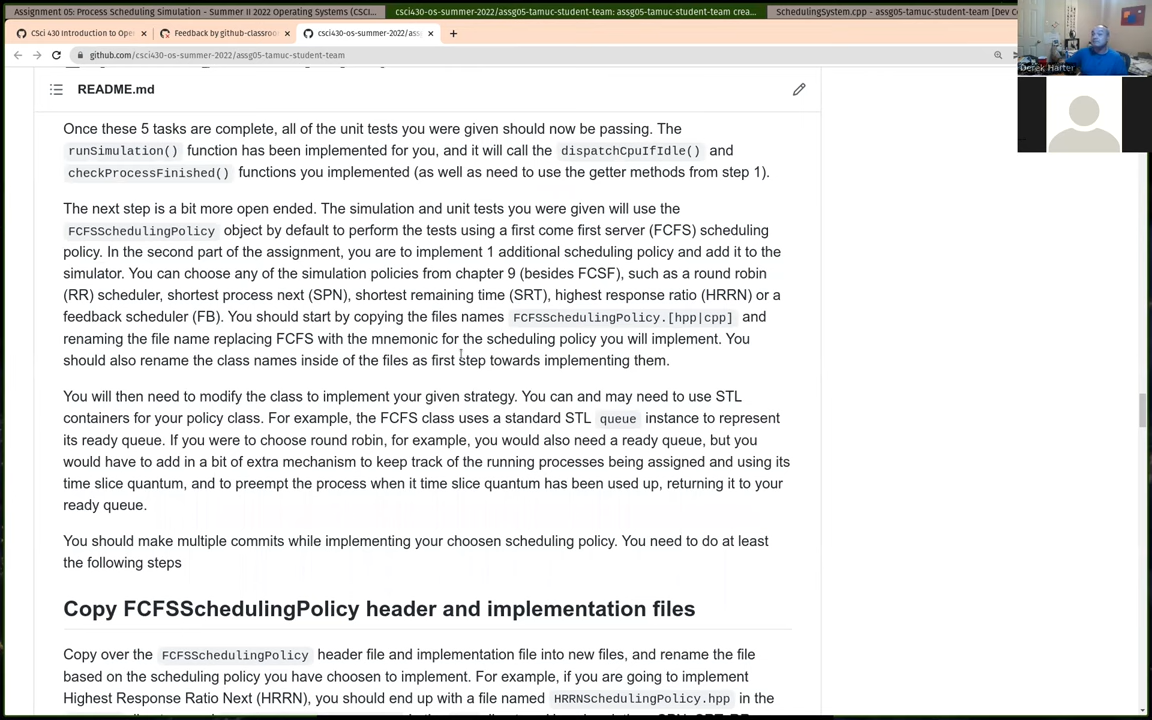 Assignment 05: Process Scheduling Simulation - Summer II 2022 Operating Systems (CSCI...
csci430-os-summer-2022/assg05-tamuc-student-team: assg05-tamuc-student-team crea...
SchedulingSystem.cpp - assg05-tamuc-student-team [Dev C
CSci 430 Introduction to Ope
Feedback by github-classroo
csci430-os-summer-2022/as
github.com/csci430-os-summer-2022/assg05-tamuc-student-team
Derek Harter
README.md
Once these 5 tasks are complete, all of the unit tests you were given should now be passing. The
runSimulation() function has been implemented for you, and it will call the dispatchCpuIfIdle() and
checkProcessFinished() functions you implemented (as well as need to use the getter methods from step 1).
The next step is a bit more open ended. The simulation and unit tests you were given will use the
FCFSSchedulingPolicy object by default to perform the tests using a first come first server (FCFS) scheduling
policy. In the second part of the assignment, you are to implement 1 additional scheduling policy and add it to the
simulator. You can choose any of the simulation policies from chapter 9 (besides FCSF), such as a round robin
(RR) scheduler, shortest process next (SPN), shortest remaining time (SRT), highest response ratio (HRRN) or a
feedback scheduler (FB). You should start by copying the files names FCFSSchedulingPolicy.[hpp|cpp] and
renaming the file name replacing FCFS with the mnemonic for the scheduling policy you will implement. You
should also rename the class names inside of the files as first step towards implementing them.
You will then need to modify the class to implement your given strategy. You can and may need to use STL
containers for your policy class. For example, the FCFS class uses a standard STL queue instance to represent
its ready queue. If you were to choose round robin, for example, you would also need a ready queue, but you
would have to add in a bit of extra mechanism to keep track of the running processes being assigned and using its
time slice quantum, and to preempt the process when it time slice quantum has been used up, returning it to your
ready queue.
You should make multiple commits while implementing your choosen scheduling policy. You need to do at least
the following steps
Copy FCFSSchedulingPolicy header and implementation files
Copy over the FCFSSchedulingPolicy header file and implementation file into new files, and rename the file
based on the scheduling policy you have choosen to implement. For example, if you are going to implement
Highest Response Ratio Next (HRRN), you should end up with a file named HRRNSchedulingPolicy.hpp in the